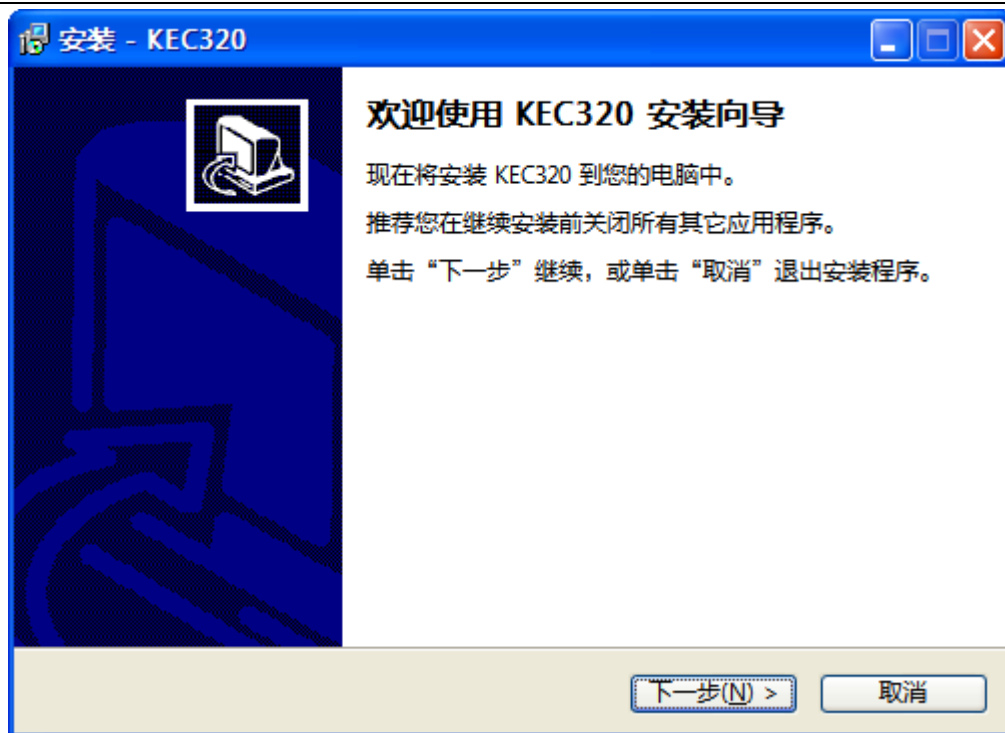 安装 - KEC320
欢迎使用 KEC320 安装向导
现在将安装 KEC320 到您的电脑中。
推荐您在继续安装前关闭所有其它应用程序。
单击“下一步”继续，或单击“取消”退出安装程序。
下一步(N) >
取消